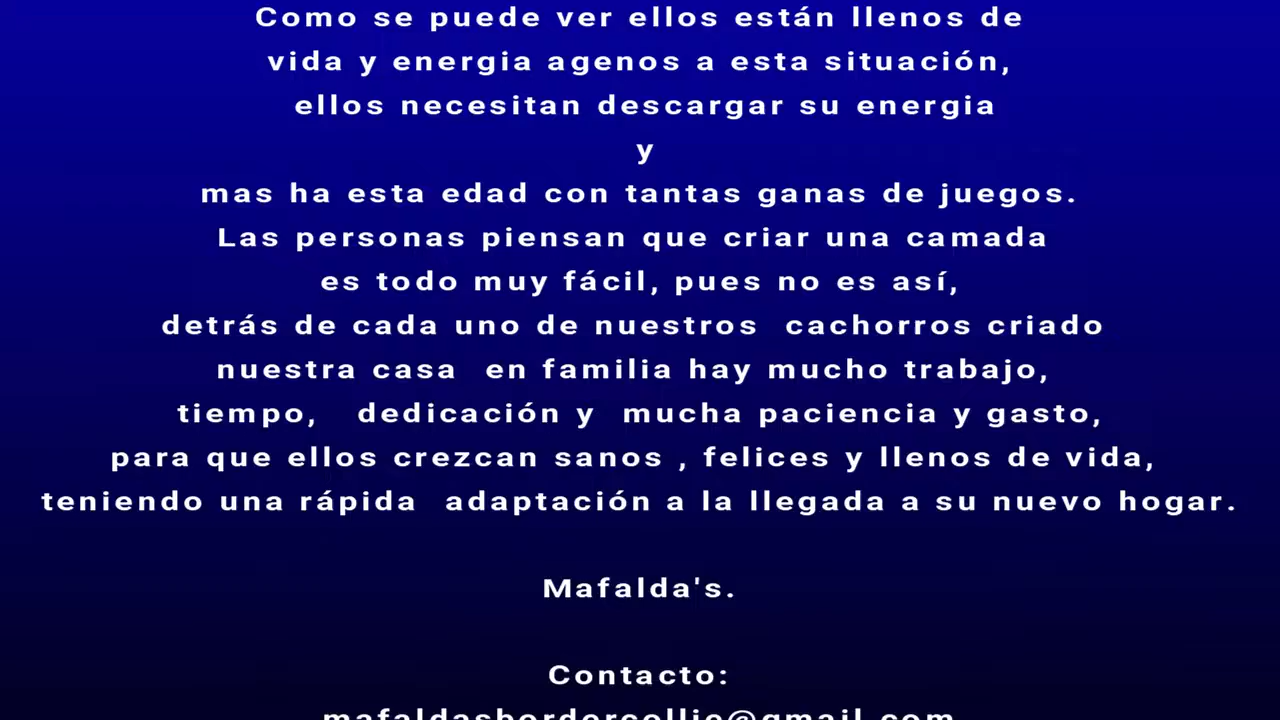 Como se puede ver ellos están llenos de
vida y energia agenos a esta situación,
ellos necesitan descargar su energia
y
mas ha esta edad con tantas ganas de juegos.
Las personas piensan que criar una camada
es todo muy fácil, pues no es así,
detrás de cada uno de nuestros cachorros criado
nuestra casa en familia hay mucho trabajo,
tiempo, dedicación y mucha paciencia y gasto,
para que ellos crezcan sanos , felices y llenos de vida,
teniendo una rápida adaptación a la llegada a su nuevo hogar.
Mafalda's.
Contacto:
mafaldasbordercollie@gmail.com